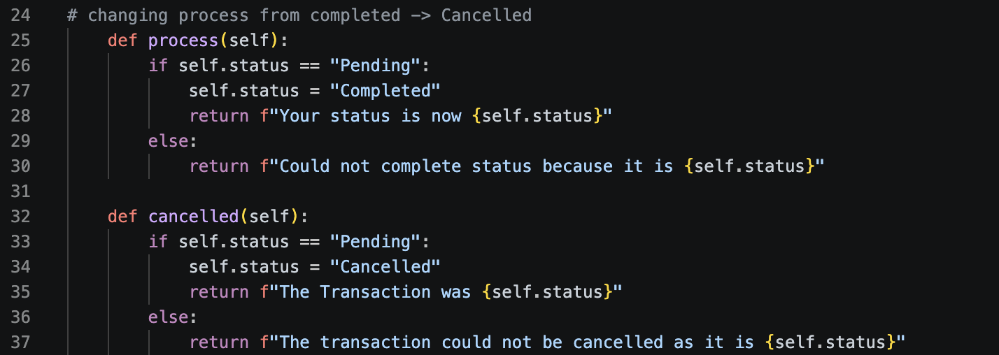 24 # changing process from completed -> Cancelled
25 def process(self):
26 if self.status == "Pending":
27 self.status = "Completed"
28 return f"Your status is now {self.status}"
29 else:
30 return f"Could not complete status because it is {self.status}"
31
32 def cancelled(self):
33 if self.status == "Pending":
34 self.status = "Cancelled"
35 return f"The Transaction was {self.status}"
36 else:
37 return f"The transaction could not be cancelled as it is {self.status}"